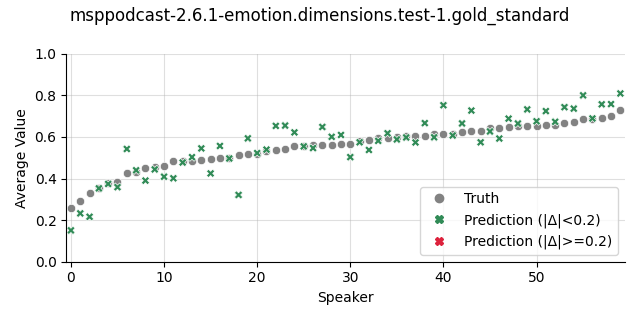 msppodcast-2.6.1-emotion.dimensions.test-1.gold_standard
1.0
0.8
0.6
0.4
0.2
0.0
Average Value
0 10 20 30 40 50
Speaker
Truth
Prediction (|Δ|<0.2)
Prediction (|Δ|>=0.2)